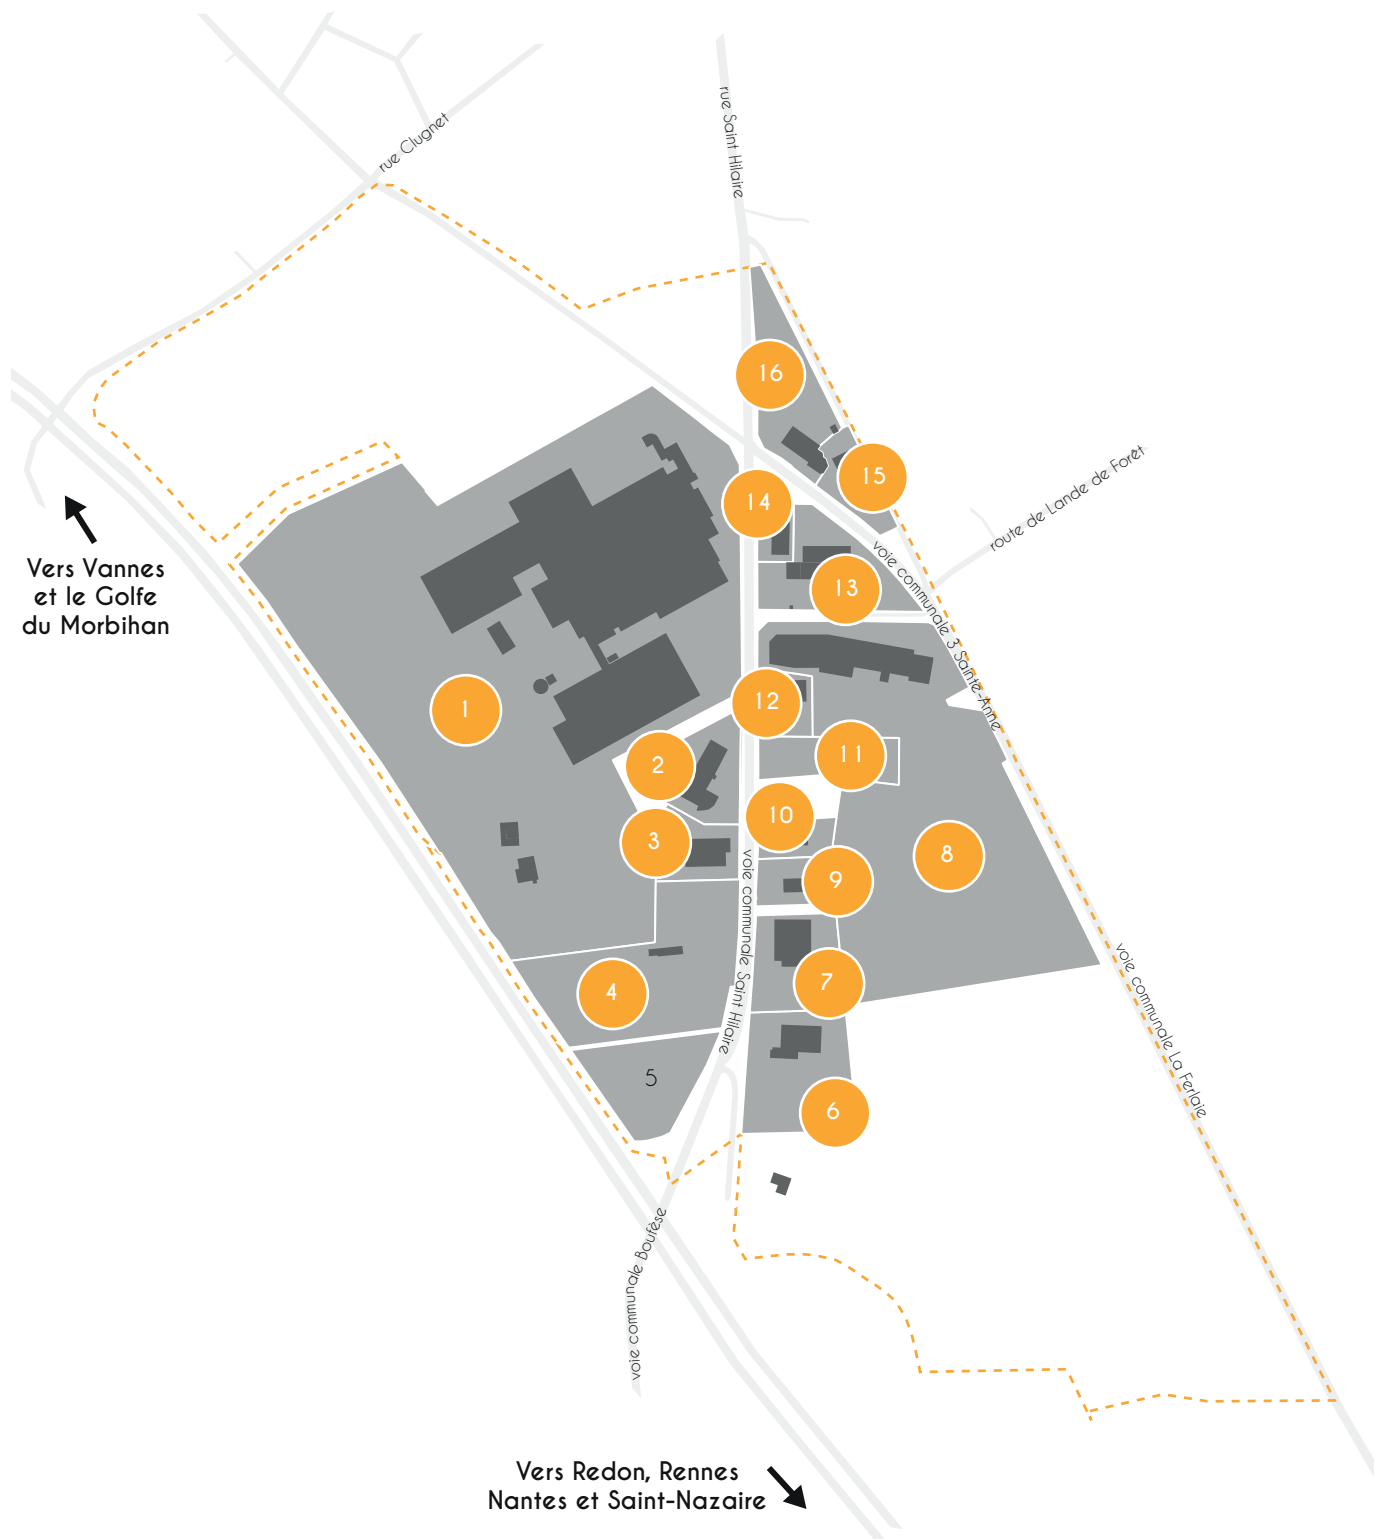 rue Clugnet
rue Saint Hilaire
16
15
14
route de Lande de Forêt
voie communale 3 Sainte-Anne
13
Vers Vannes
et le Golfe
du Morbihan
12
1
11
2
10
3
8
9
voie communale Saint Hilaire
7
4
voie communale La Ferlaie
5
6
voie communale Boufèse
Vers Redon, Rennes
Nantes et Saint-Nazaire